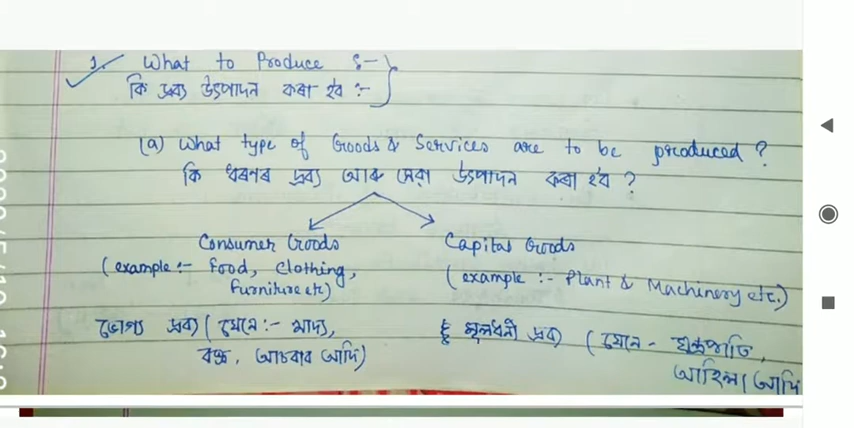 1. What to Produce :-
কি দ্ৰব্য উৎপাদন কৰা হ'ব :-
(a) What type of Goods & Services are to be produced?
কি ধৰণৰ দ্ৰব্য আৰু সেৱা উৎপাদন কৰা হ'ব ?
Consumer Goods
(example :- Food, Clothing,
Furniture etc)
Capital Goods
(example :- Plant & Machinery etc.)
ভোগ্য দ্ৰব্য (যেনে :- খাদ্য,
বস্ত্ৰ, আচবাব আদি)
মূলধনী দ্ৰব্য (যেনে - যন্ত্ৰপাতি,
আহিলা আদি